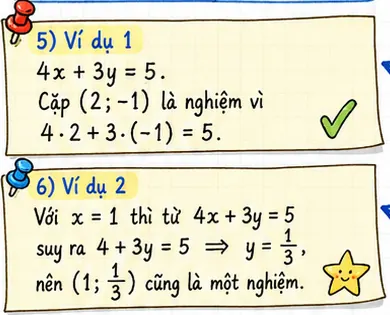 5) Ví dụ 1
4x + 3y = 5.
Cặp (2; −1) là nghiệm vì
4 · 2 + 3 · (−1) = 5.
6) Ví dụ 2
Với x = 1 thì từ 4x + 3y = 5
suy ra 4 + 3y = 5 ⟹ y = 1/3,
nên (1; 1/3) cũng là một nghiệm.